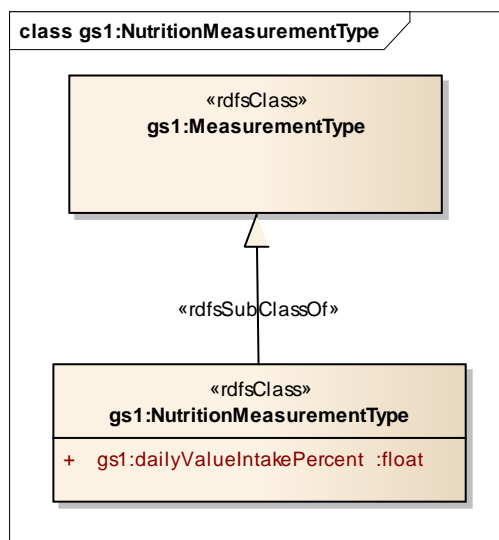 class gs1:NutritionMeasurementType
«rdfsClass»
gs1:MeasurementType
«rdfsSubClassOf»
«rdfsClass»
gs1:NutritionMeasurementType
+ gs1:dailyValueIntakePercent :float